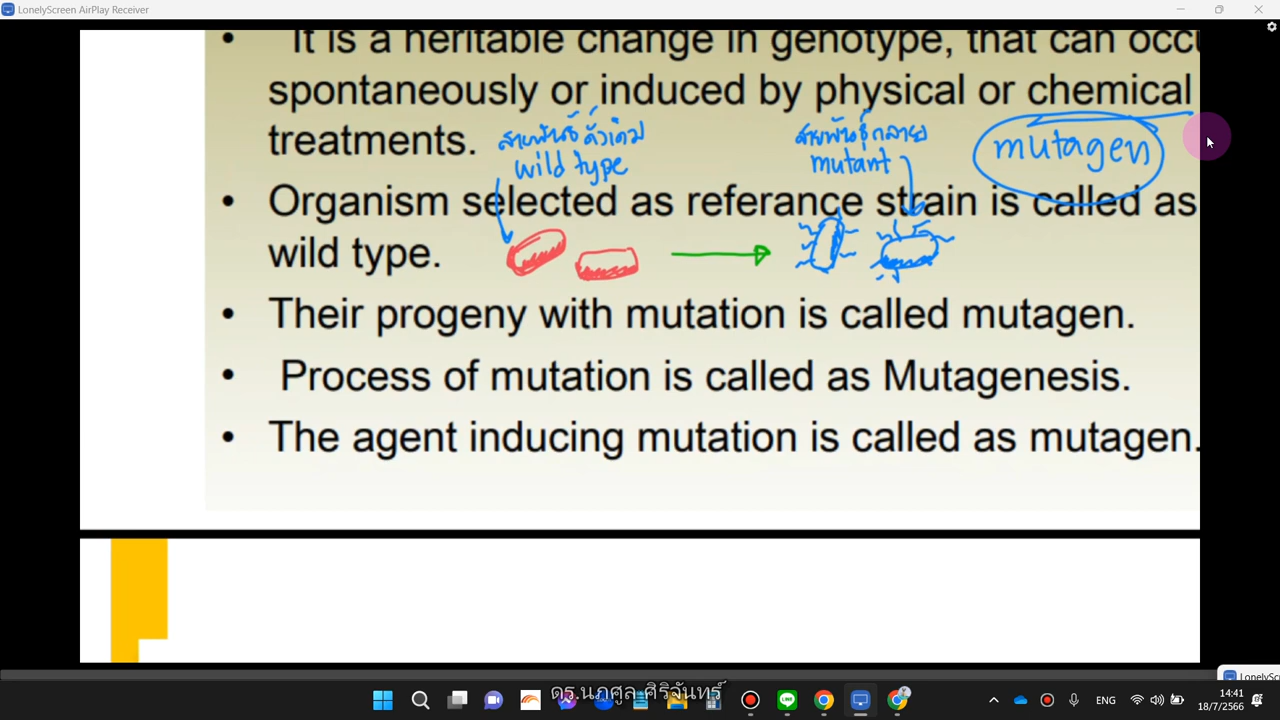 LonelyScreen AirPlay Receiver
• It is a heritable change in genotype, that can occu
spontaneously or induced by physical or chemical
treatments.
สายพันธุ์ดั้งเดิม
wild type
สายพันธุ์กลาย
mutant
mutagen
• Organism selected as referance strain is called as
wild type.
• Their progeny with mutation is called mutagen.
• Process of mutation is called as Mutagenesis.
• The agent inducing mutation is called as mutagen.
LonelyScr
ดร.นภศูล ศิริจันทร์
ENG
14:41
18/7/2566